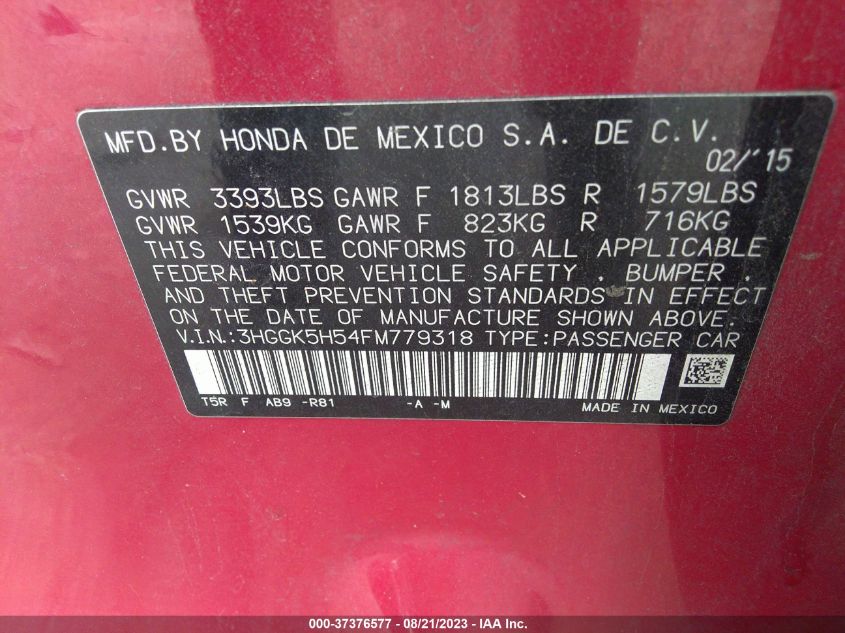 MFD.BY HONDA DE MEXICO S.A. DE C.V.
02/'15
GVWR 3393LBS GAWR F 1813LBS R 1579LBS
GVWR 1539KG GAWR F 823KG R 716KG
THIS VEHICLE CONFORMS TO ALL APPLICABLE
FEDERAL MOTOR VEHICLE SAFETY , BUMPER ,
AND THEFT PREVENTION STANDARDS IN EFFECT
ON THE DATE OF MANUFACTURE SHOWN ABOVE.
V.I.N.:3HGGK5H54FM779318 TYPE:PASSENGER CAR
T5R F AB9 -R81 -A -M MADE IN MEXICO
000-37376577 - 08/21/2023 - IAA Inc.